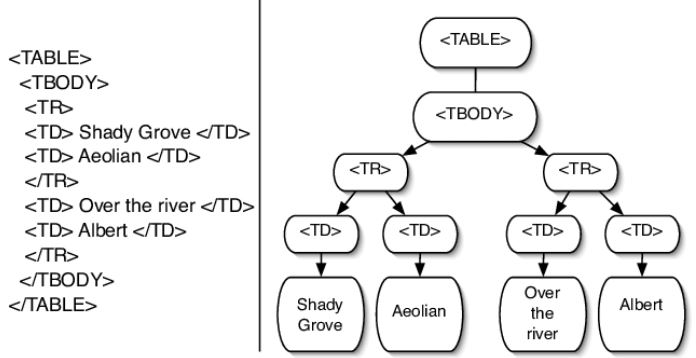 <TABLE>
<TBODY>
<TR>
<TD> Shady Grove </TD>
<TD> Aeolian </TD>
</TR>
<TD> Over the river </TD>
<TD> Albert </TD>
</TR>
</TBODY>
</TABLE>
<TABLE>
<TBODY>
<TR>
<TR>
<TD>
<TD>
<TD>
<TD>
Shady
Grove
Aeolian
Over
the
river
Albert